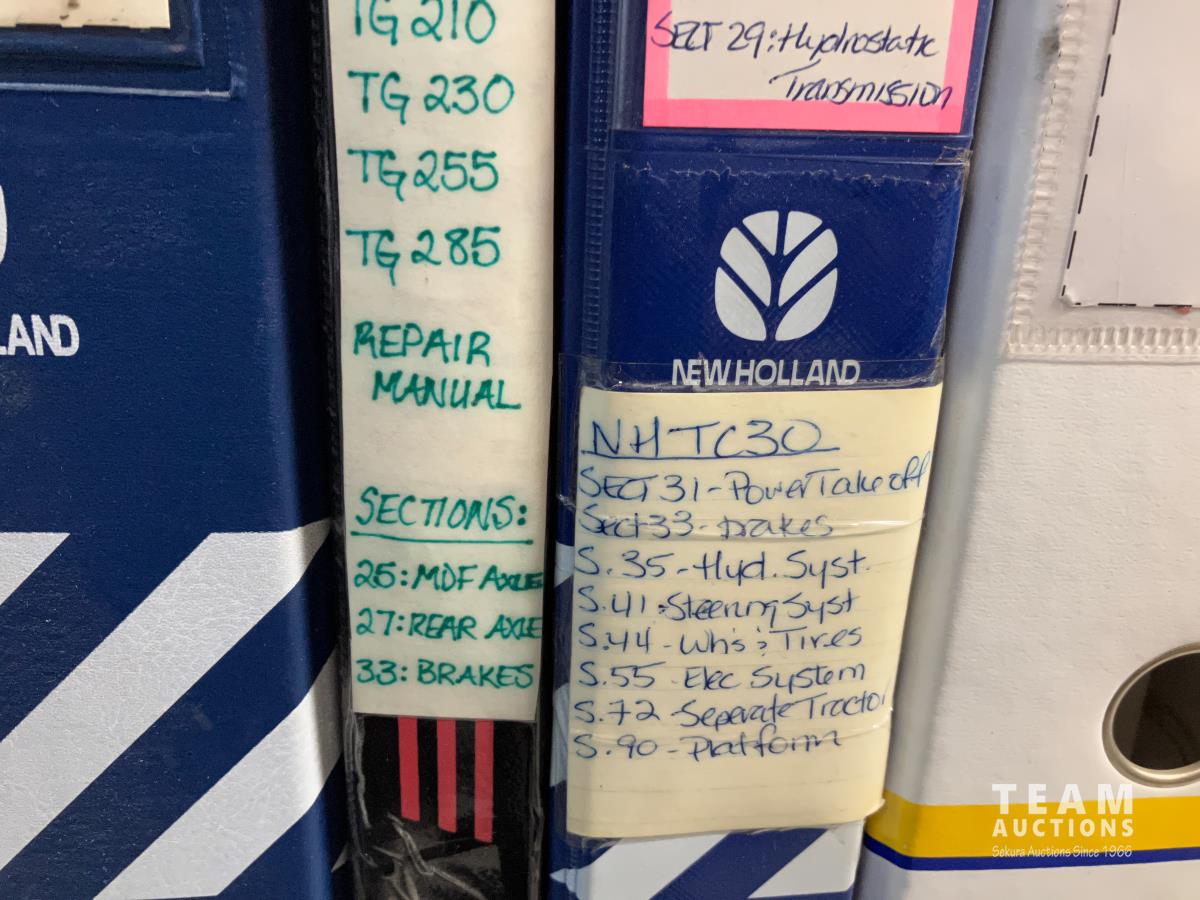 LAND
TG 210
TG 230
TG 255
TG 285
REPAIR
MANUAL
SECTIONS:
25: MDF AXLE
27: REAR AXLE
33: BRAKES
SECT 29: Hydrostatic
Transmission
NEW HOLLAND
NH TC30
SECT 31 - Power Take off
Sect 33 - brakes
S. 35 - Hyd. Syst.
S. 41 - Steering Syst
S. 44 - Whs & Tires
S. 55 - Elec System
S. 72 - Seperate Tractor
S. 90 - Platform
TEAM
AUCTIONS
Sekura Auctions Since 1966